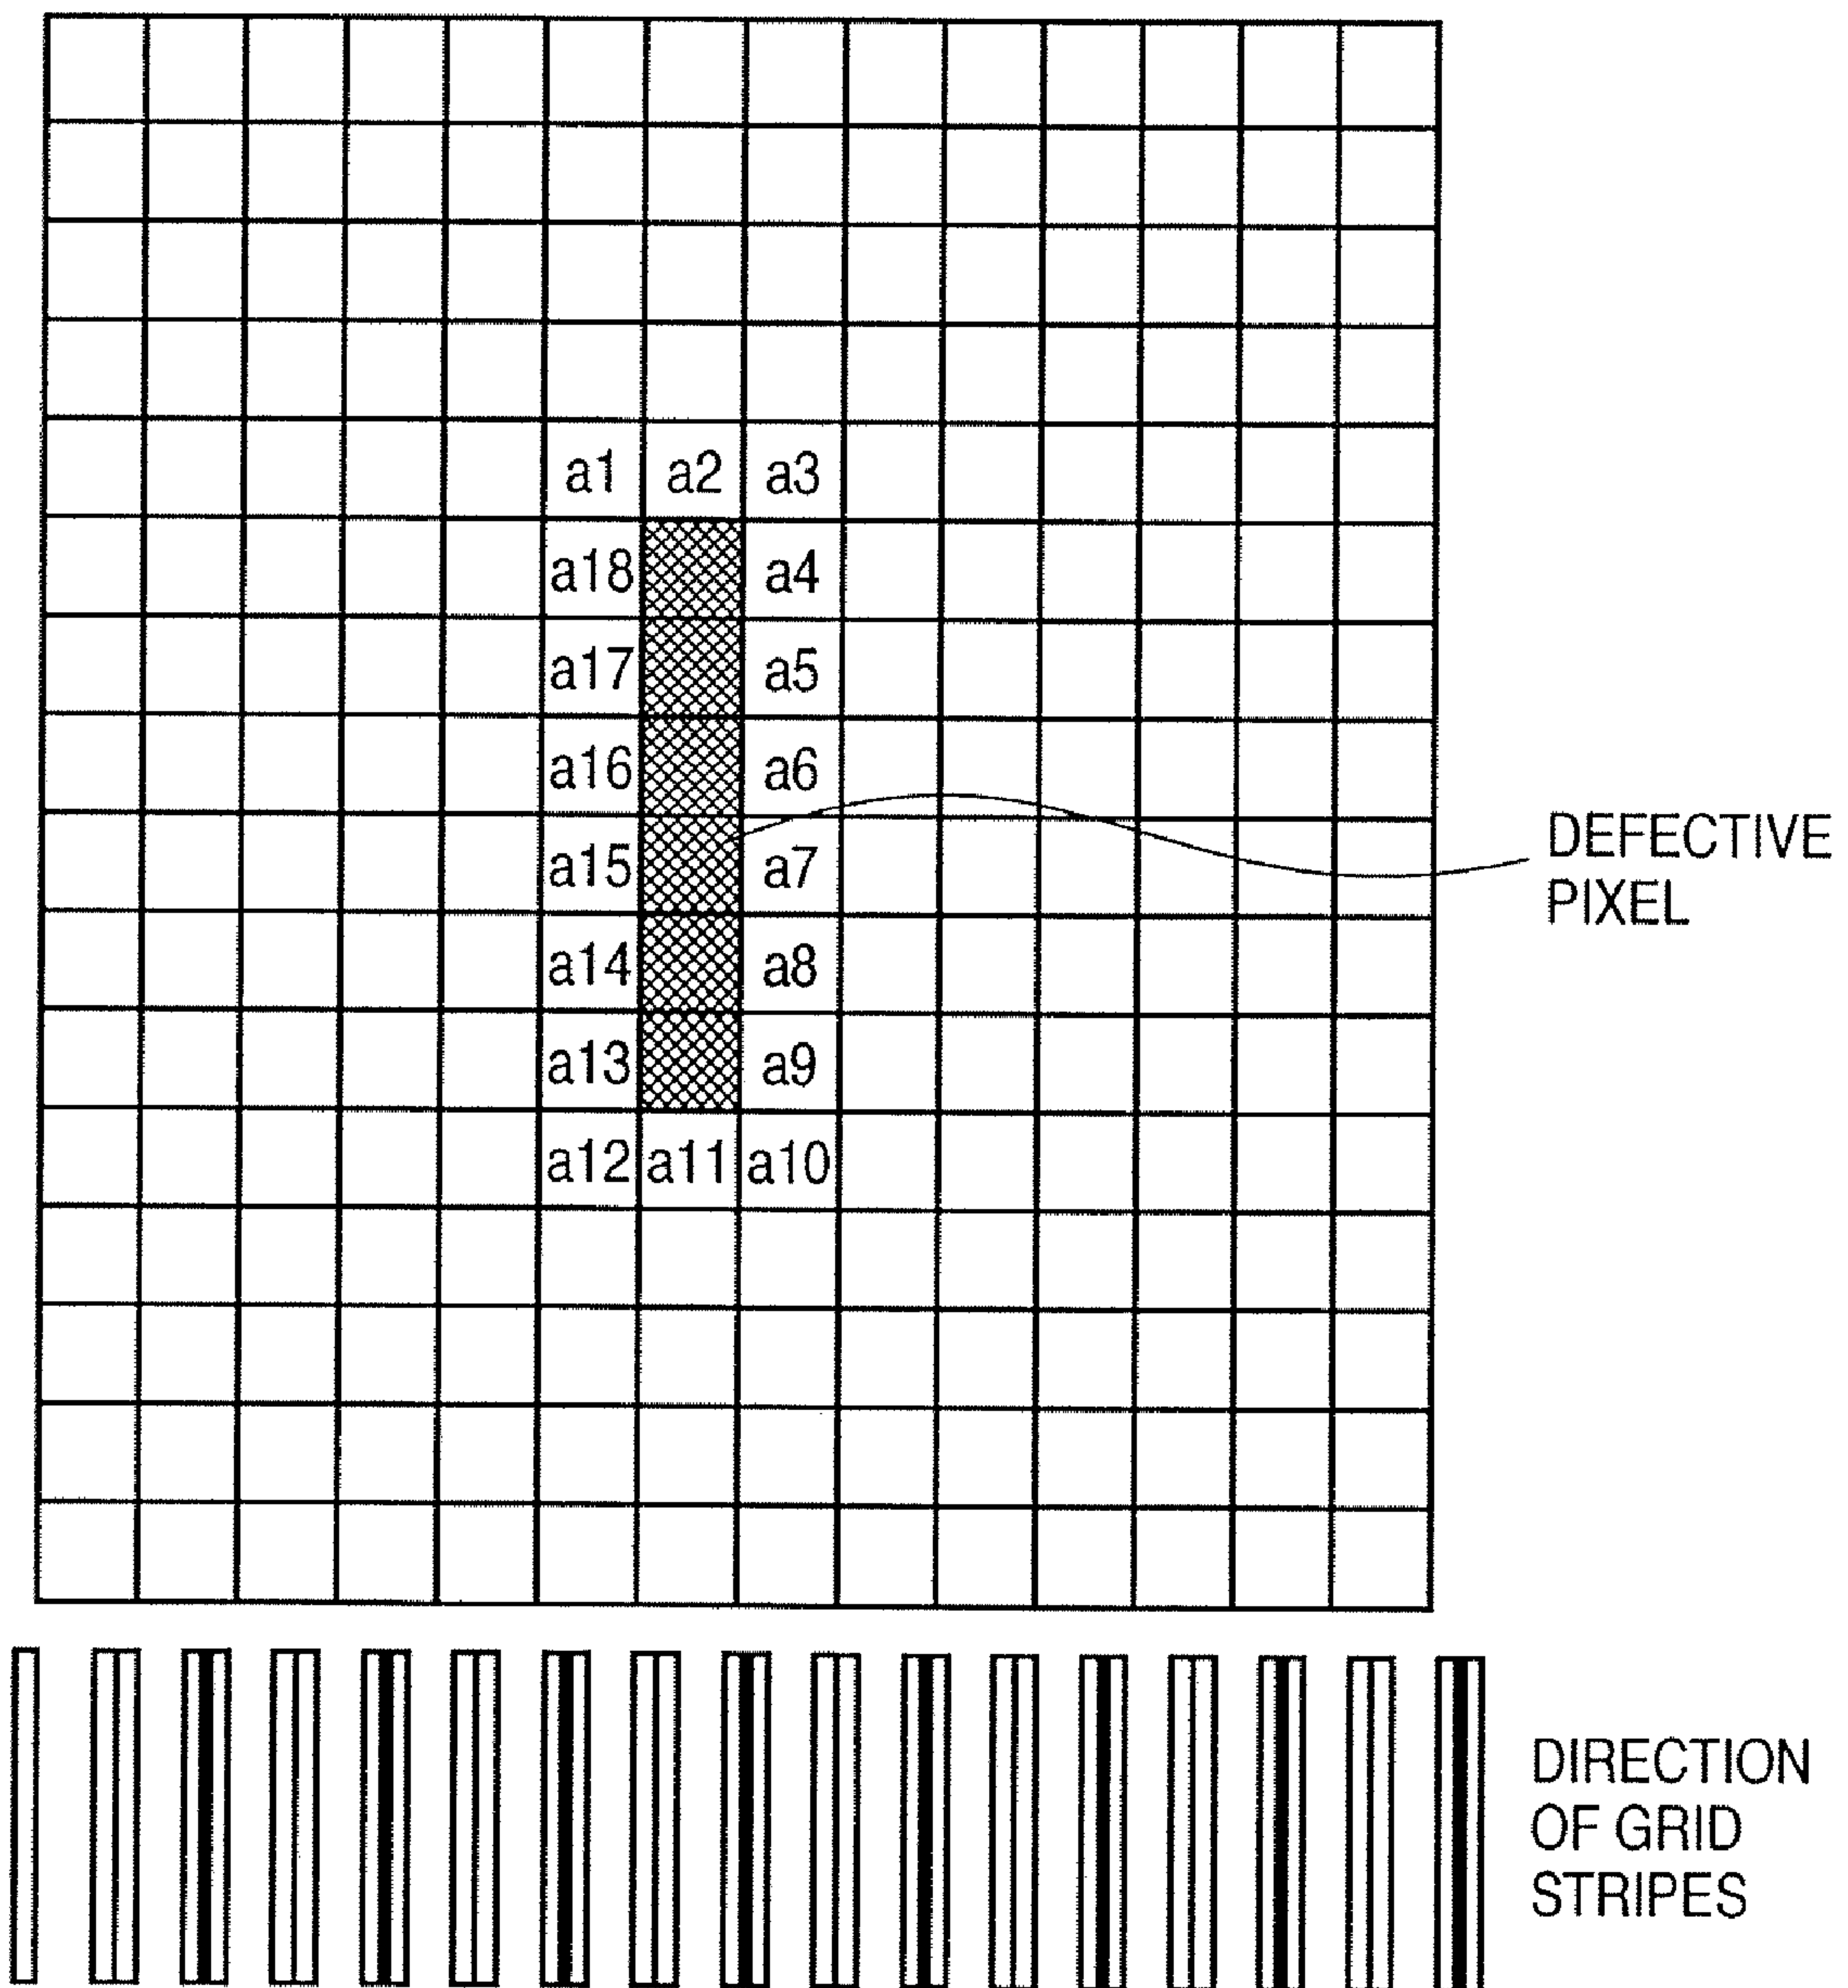 a1 a2 a3
a18 a4
a17 a5
a16 a6
a15 a7
a14 a8
a13 a9
a12 a11 a10
DEFECTIVE
PIXEL
DIRECTION
OF GRID
STRIPES